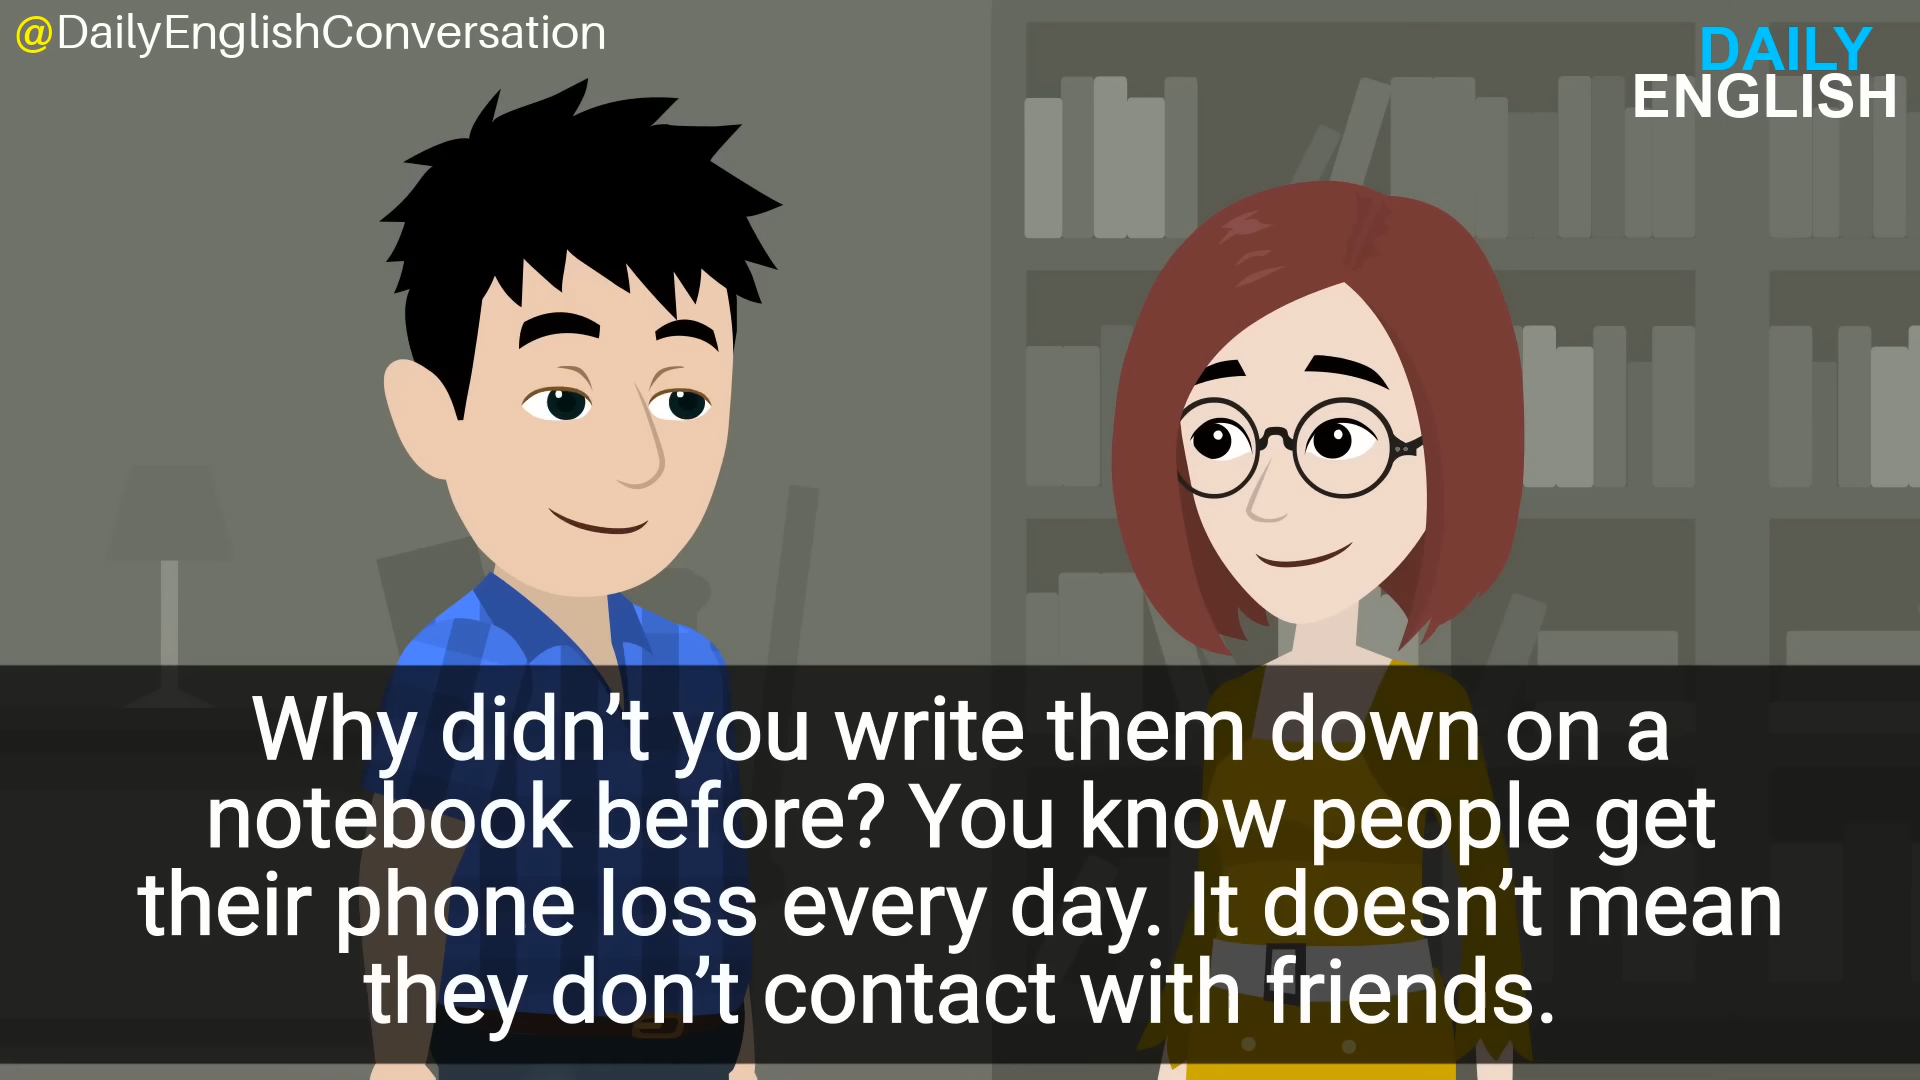 @DailyEnglishConversation
DAILY
ENGLISH
Why didn’t you write them down on a
notebook before? You know people get
their phone loss every day. It doesn’t mean
they don’t contact with friends.